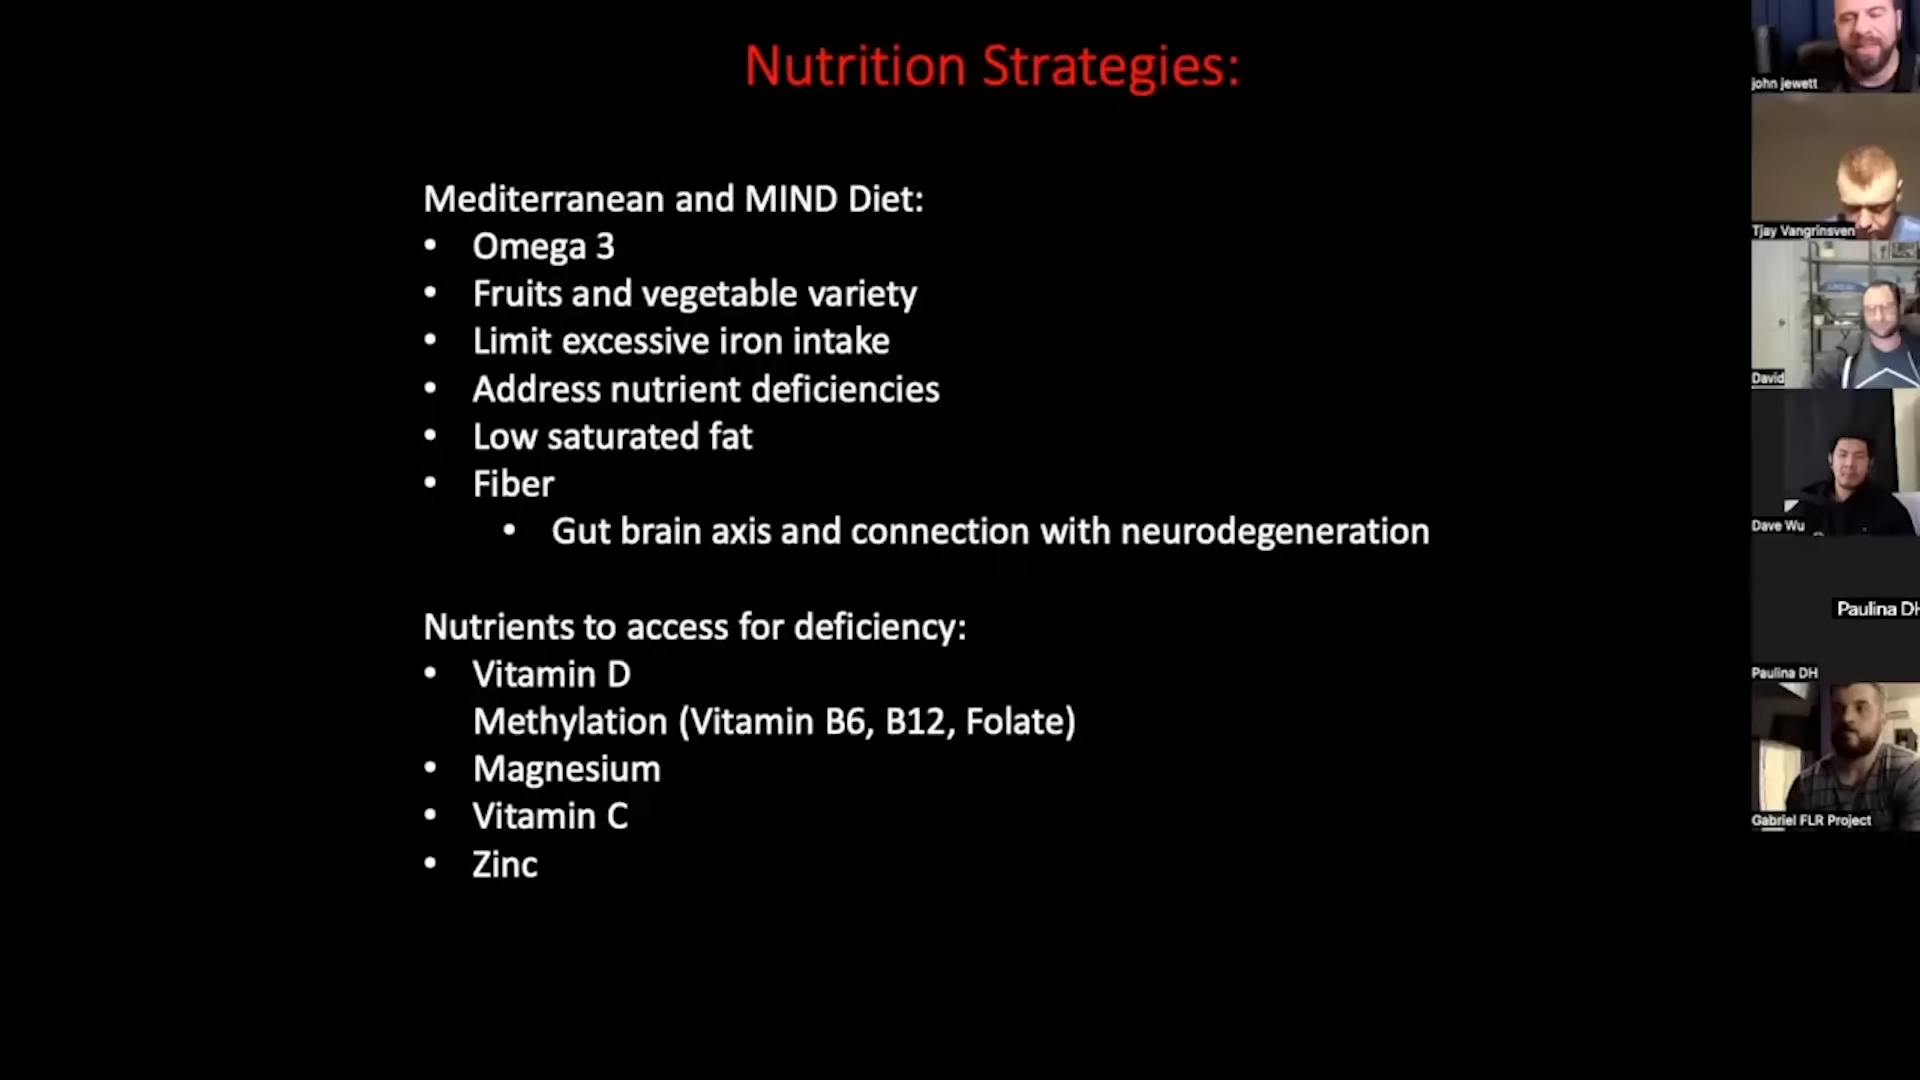 Nutrition Strategies:
Mediterranean and MIND Diet:
• Omega 3
• Fruits and vegetable variety
• Limit excessive iron intake
• Address nutrient deficiencies
• Low saturated fat
• Fiber
• Gut brain axis and connection with neurodegeneration
Nutrients to access for deficiency:
• Vitamin D
Methylation (Vitamin B6, B12, Folate)
• Magnesium
• Vitamin C
• Zinc
john jewett
Tjay Vangrinsven
David
Dave Wu
Paulina DH
Paulina DH
Gabriel FLR Project